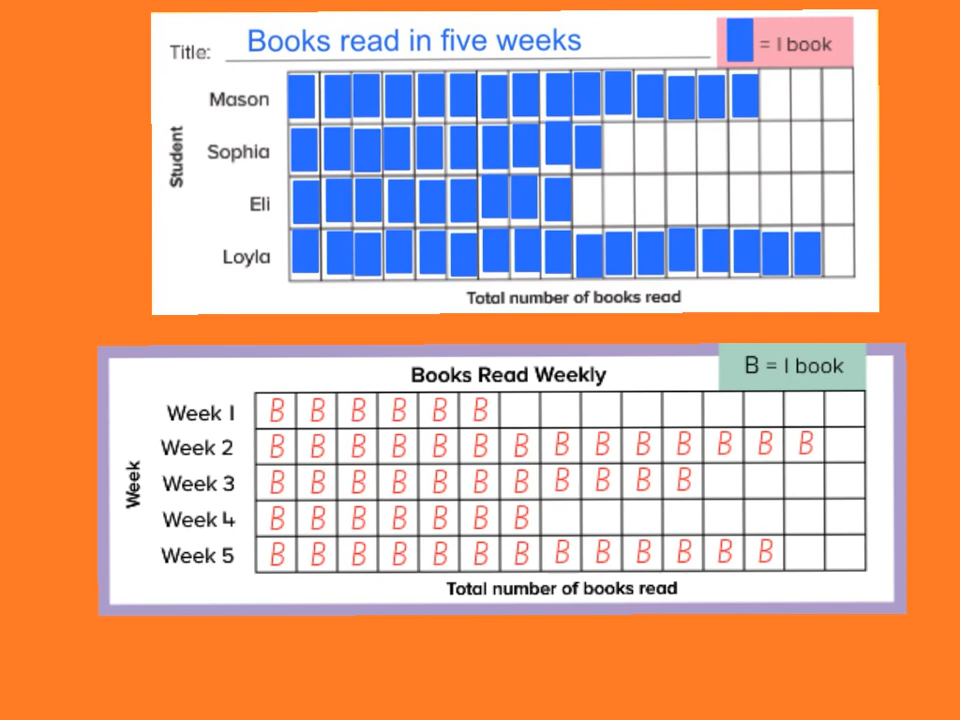 Title: Books read in five weeks
= 1 book
Mason
Sophia
Eli
Loyla
Student
Total number of books read
B = 1 book
Books Read Weekly
Week 1 B B B B B B
Week 2 B B B B B B B B B B B B B B
Week 3 B B B B B B B B B B B
Week 4 B B B B B B B
Week 5 B B B B B B B B B B B B B
Week
Total number of books read